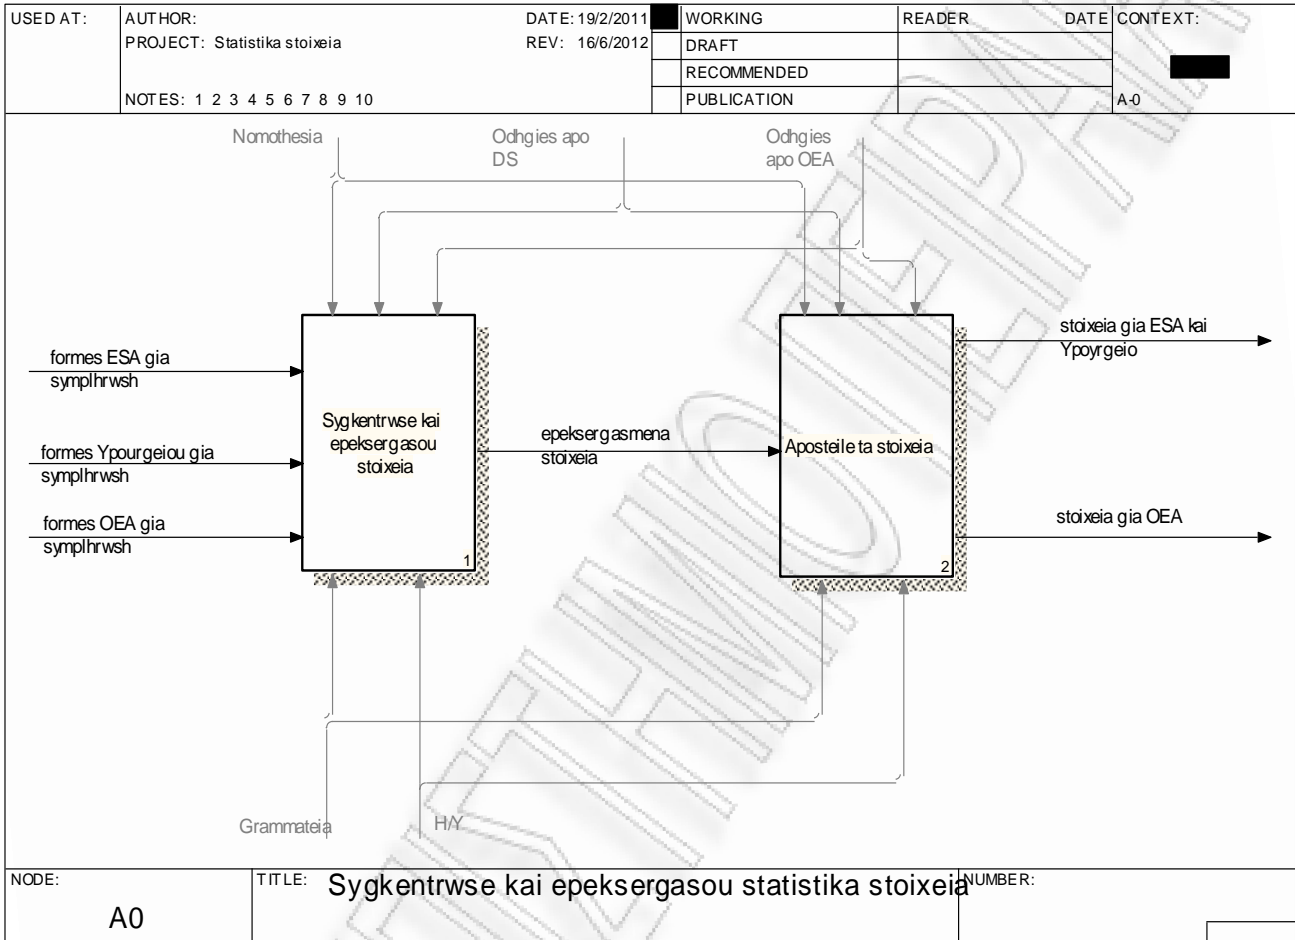 USED AT:
AUTHOR:
DATE: 19/2/2011
PROJECT: Statistika stoixeia
REV: 16/6/2012
NOTES: 1 2 3 4 5 6 7 8 9 10
WORKING
DRAFT
RECOMMENDED
PUBLICATION
READER
DATE
CONTEXT:
A-0
Nomothesia
Odhgies apo
DS
Odhgies
apo OEA
formes ESA gia
symplhrwsh
formes Ypourgeiou gia
symplhrwsh
formes OEA gia
symplhrwsh
Sygkentrwse kai
epeksergasou
stoixeia
1
epeksergasmena
stoixeia
Aposteile ta stoixeia
2
stoixeia gia ESA kai
Ypoyrgeio
stoixeia gia OEA
Grammateia
H/Y
NODE:
A0
TITLE:
Sygkentrwse kai epeksergasou statistika stoixeia
NUMBER: